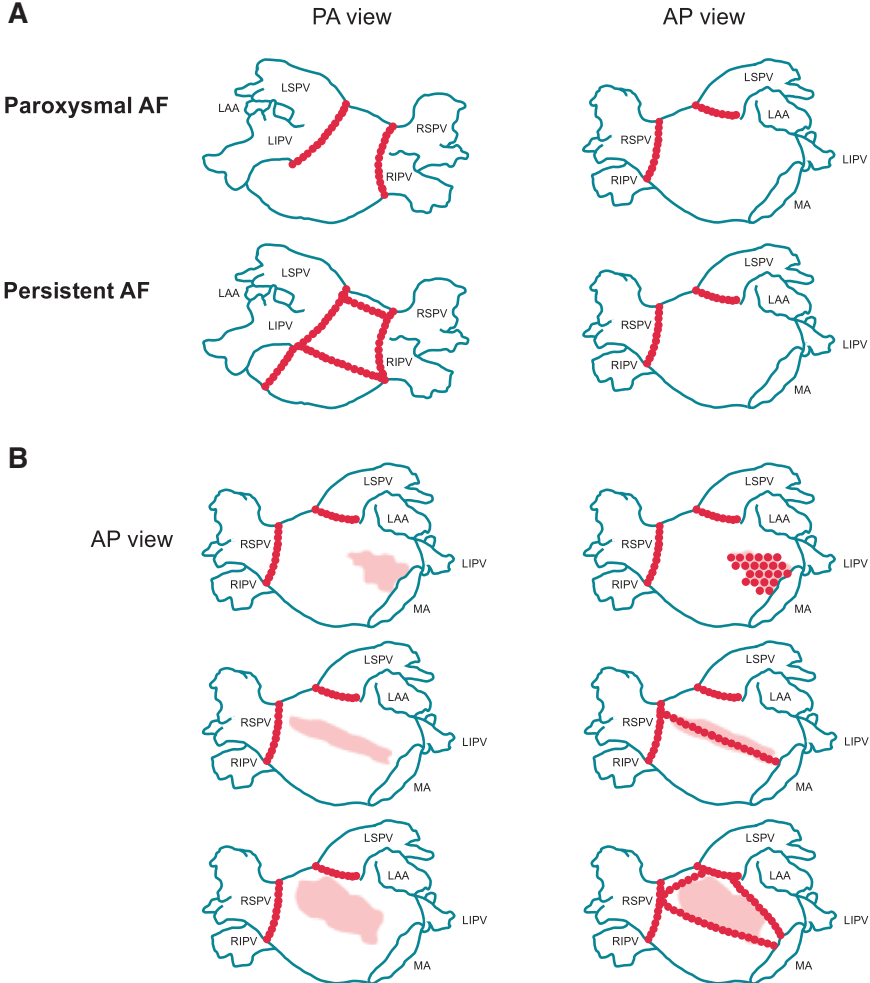 A
PA view
AP view
Paroxysmal AF
LSPV
LAA
LIPV
RSPV
RIPV
LSPV
LAA
RSPV
LIPV
RIPV
MA
Persistent AF
LSPV
LAA
LIPV
RSPV
RIPV
LSPV
LAA
RSPV
LIPV
RIPV
MA
B
AP view
LSPV
LAA
RSPV
LIPV
RIPV
MA
LSPV
LAA
RSPV
LIPV
RIPV
MA
LSPV
LAA
RSPV
LIPV
RIPV
MA
LSPV
LAA
RSPV
LIPV
RIPV
MA
LSPV
LAA
RSPV
LIPV
RIPV
MA
LSPV
LAA
RSPV
LIPV
RIPV
MA